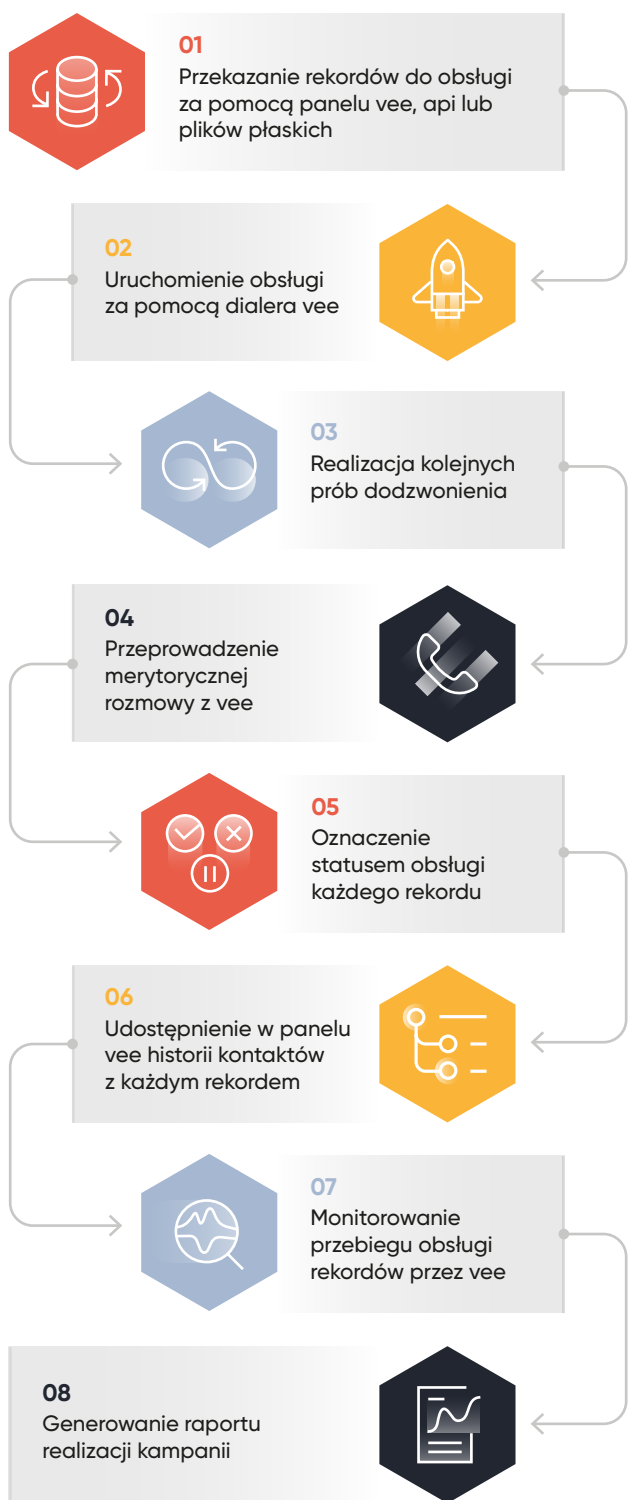 01
Przekazanie rekordów do obsługi
za pomocą panelu vee, api lub
plików płaskich
02
Uruchomienie obsługi
za pomocą dialera vee
03
Realizacja kolejnych
prób dodzwonienia
04
Przeprowadzenie
merytorycznej
rozmowy z vee
05
Oznaczenie
statusem obsługi
każdego rekordu
06
Udostępnienie w panelu
vee historii kontaktów
z każdym rekordem
07
Monitorowanie
przebiegu obsługi
rekordów przez vee
08
Generowanie raportu
realizacji kampanii